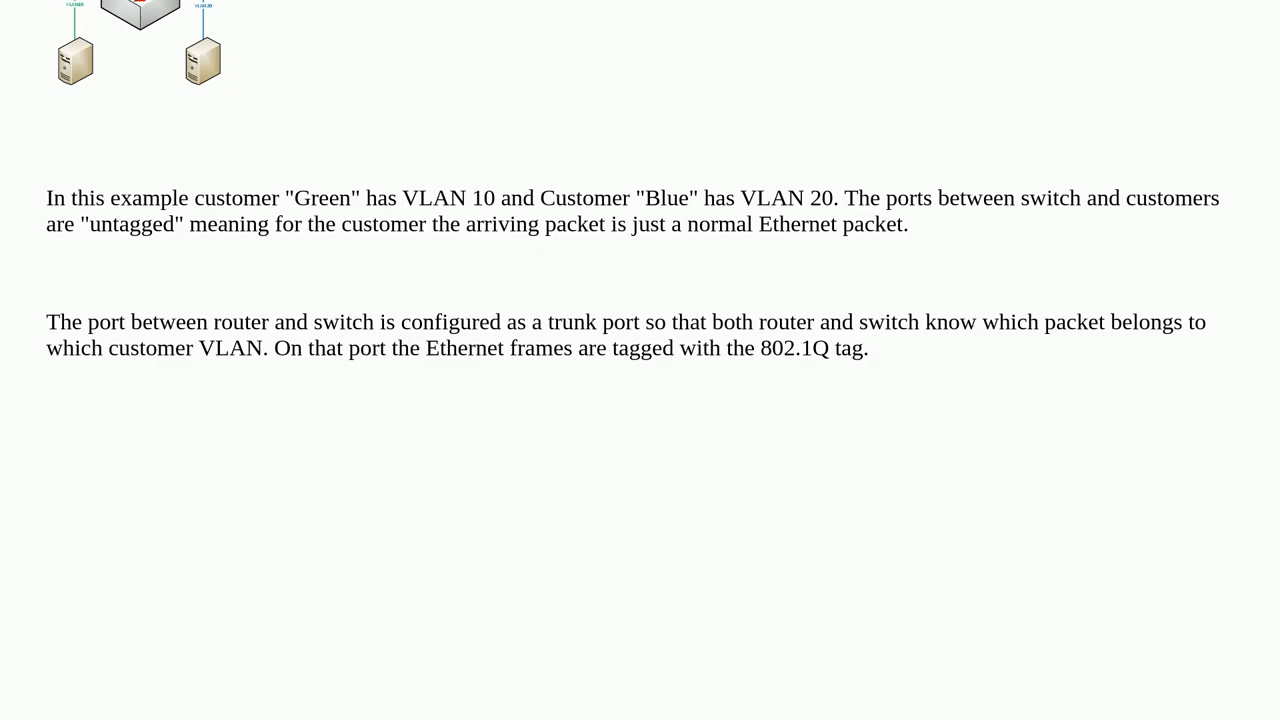 VLAN 20
In this example customer "Green" has VLAN 10 and Customer "Blue" has VLAN 20. The ports between switch and customers
are "untagged" meaning for the customer the arriving packet is just a normal Ethernet packet.
The port between router and switch is configured as a trunk port so that both router and switch know which packet belongs to
which customer VLAN. On that port the Ethernet frames are tagged with the 802.1Q tag.